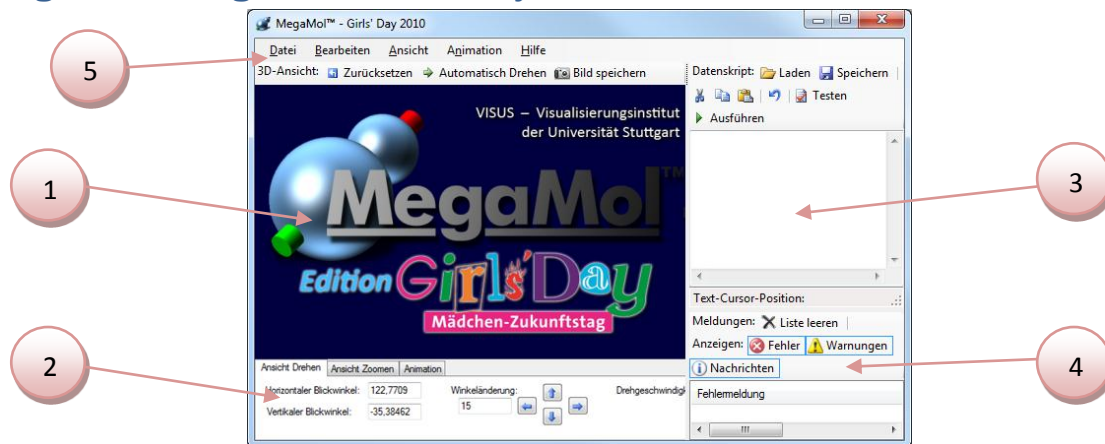 MegaMol™ - Girls' Day 2010
Datei Bearbeiten Ansicht Animation Hilfe
3D-Ansicht: Zurücksetzen Automatisch Drehen Bild speichern
VISUS – Visualisierungsinstitut
der Universität Stuttgart
MegaMol™
Edition Girls'Day
Mädchen-Zukunftstag
Ansicht Drehen Ansicht Zoomen Animation
Horizontaler Blickwinkel: 122,7709 Winkeländerung:
Vertikaler Blickwinkel: -35,38462 15
Datenskript: Laden Speichern
Testen
Ausführen
Text-Cursor-Position:
Meldungen: Liste leeren
Anzeigen: Fehler Warnungen
Nachrichten
Fehlermeldung
5
1
2
3
4